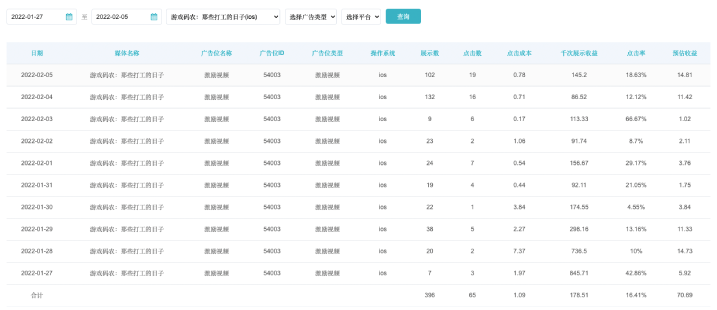 2022-01-27 至 2022-02-05 游戏码农：那些打工的日子(ios) 选择广告类型 选择平台 查询
日期 媒体名称 广告位名称 广告位ID 广告位类型 操作系统 展示数 点击数 点击成本 千次展示收益 点击率 预估收益
2022-02-05 游戏码农：那些打工的日子 激励视频 54003 激励视频 ios 102 19 0.78 145.2 18.63% 14.81
2022-02-04 游戏码农：那些打工的日子 激励视频 54003 激励视频 ios 132 16 0.71 86.52 12.12% 11.42
2022-02-03 游戏码农：那些打工的日子 激励视频 54003 激励视频 ios 9 6 0.17 113.33 66.67% 1.02
2022-02-02 游戏码农：那些打工的日子 激励视频 54003 激励视频 ios 23 2 1.06 91.74 8.7% 2.11
2022-02-01 游戏码农：那些打工的日子 激励视频 54003 激励视频 ios 24 7 0.54 156.67 29.17% 3.76
2022-01-31 游戏码农：那些打工的日子 激励视频 54003 激励视频 ios 19 4 0.44 92.11 21.05% 1.75
2022-01-30 游戏码农：那些打工的日子 激励视频 54003 激励视频 ios 22 1 3.84 174.55 4.55% 3.84
2022-01-29 游戏码农：那些打工的日子 激励视频 54003 激励视频 ios 38 5 2.27 298.16 13.16% 11.33
2022-01-28 游戏码农：那些打工的日子 激励视频 54003 激励视频 ios 20 2 7.37 736.5 10% 14.73
2022-01-27 游戏码农：那些打工的日子 激励视频 54003 激励视频 ios 7 3 1.97 845.71 42.86% 5.92
合计 396 65 1.09 178.51 16.41% 70.69